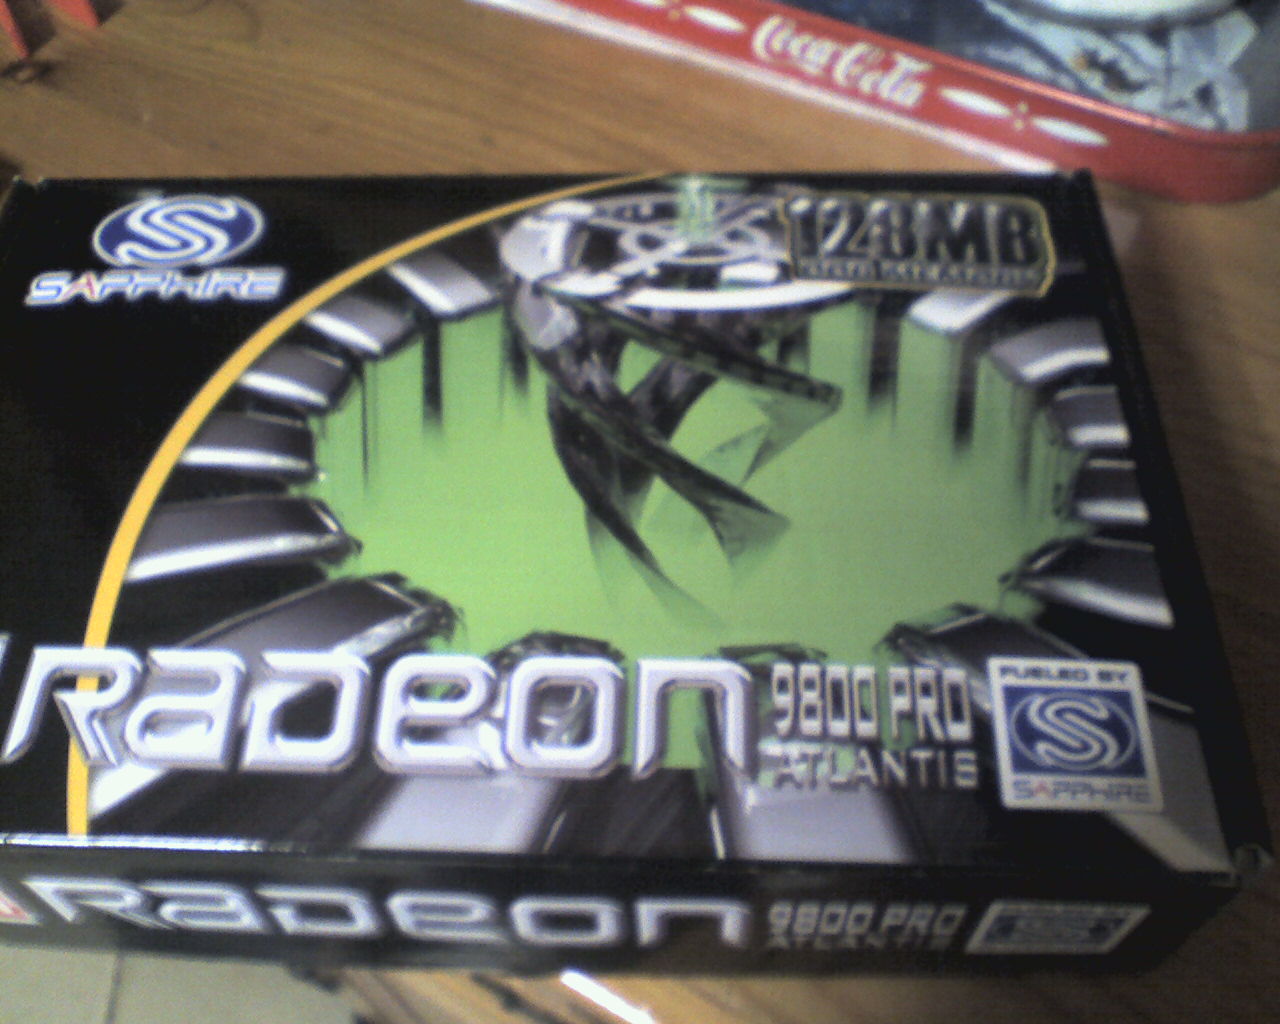 Coca-Cola
SAPPHIRE
128MB
RADEON
9800 PRO
ATLANTIS
FUELED BY
SAPPHIRE
RADEON
9800 PRO
ATLANTIS